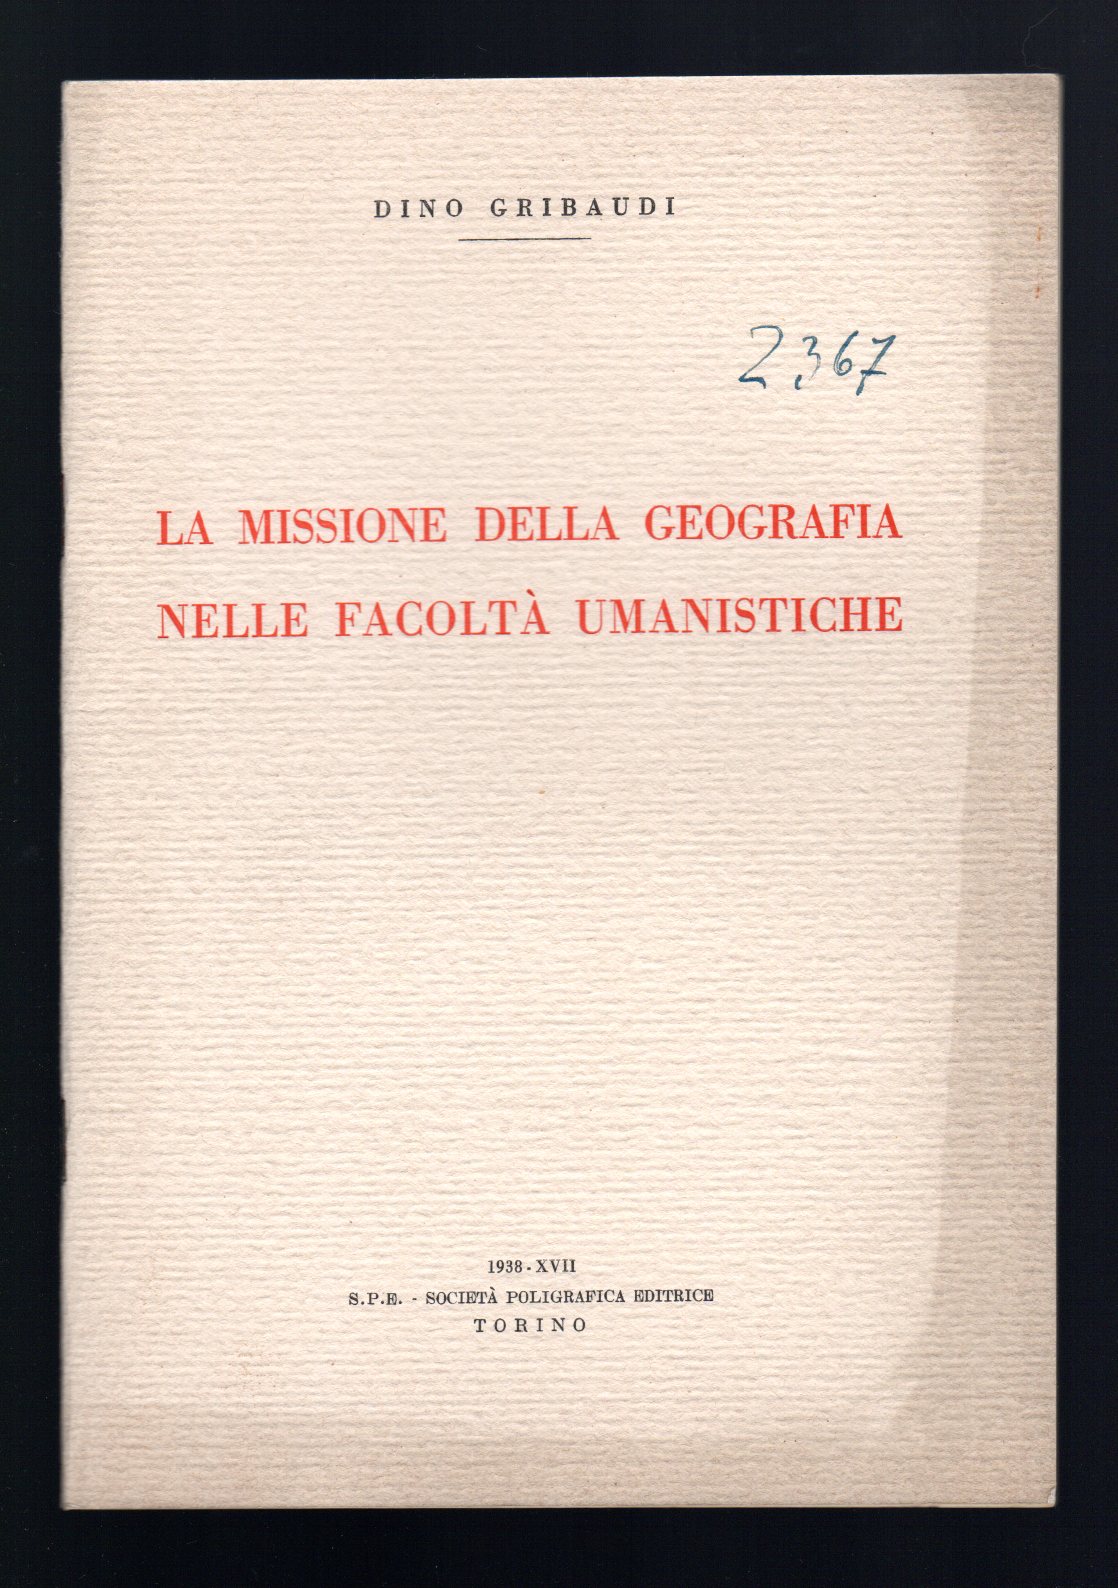 DINO GRIBAUDI
2367
LA MISSIONE DELLA GEOGRAFIA
NELLE FACOLTÀ UMANISTICHE
1938 - XVII
S.P.E. - SOCIETÀ POLIGRAFICA EDITRICE
TORINO